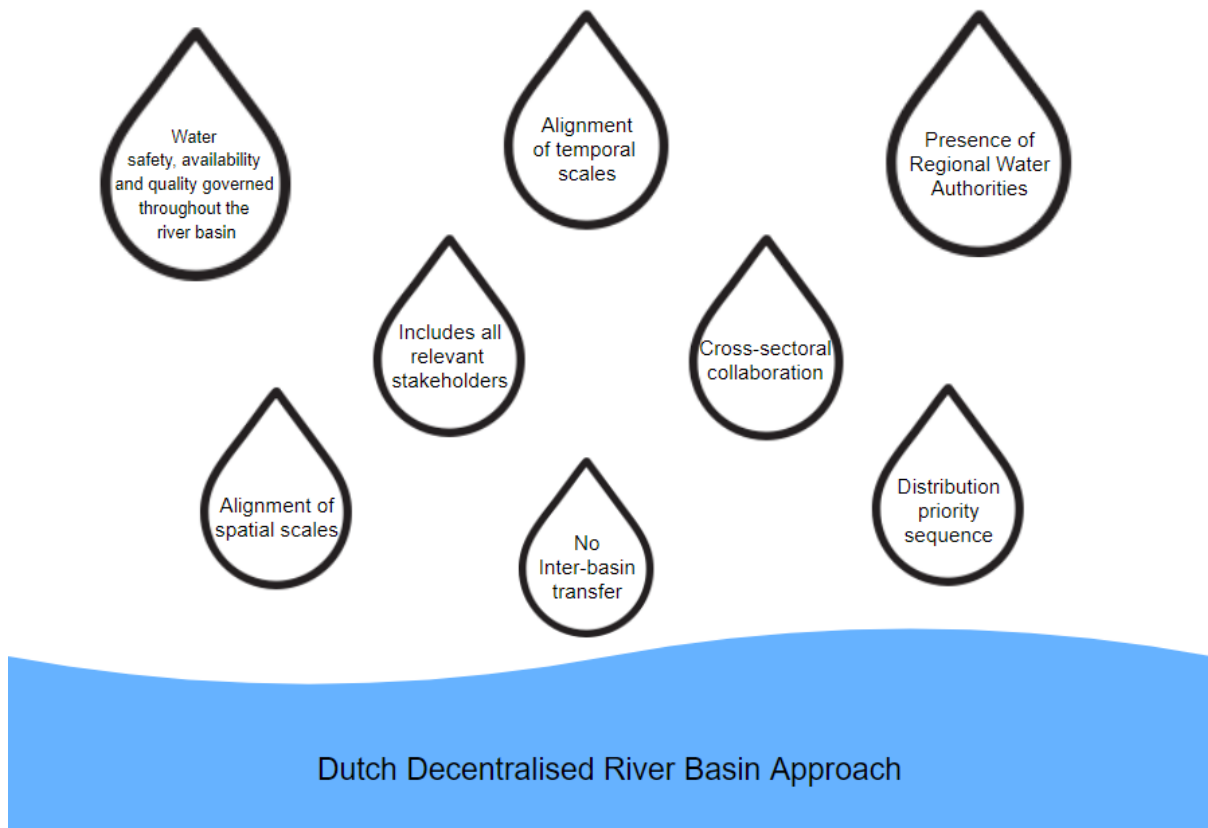 Water
safety, availability
and quality governed
throughout the
river basin
Alignment
of temporal
scales
Presence of
Regional Water
Authorities
Includes all
relevant
stakeholders
Cross-sectoral
collaboration
Alignment of
spatial scales
No
Inter-basin
transfer
Distribution
priority
sequence
Dutch Decentralised River Basin Approach